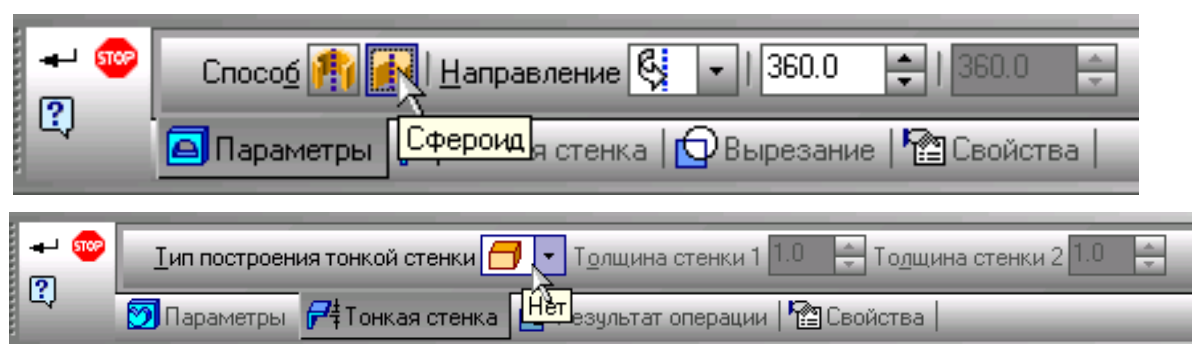 STOP Способ Направление 360.0 360.0
Сфероид
Параметры я стенка Вырезание Свойства
STOP Тип построения тонкой стенки Толщина стенки 1 1.0 Толщина стенки 2 1.0
Нет
Параметры Тонкая стенка езультат операции Свойства